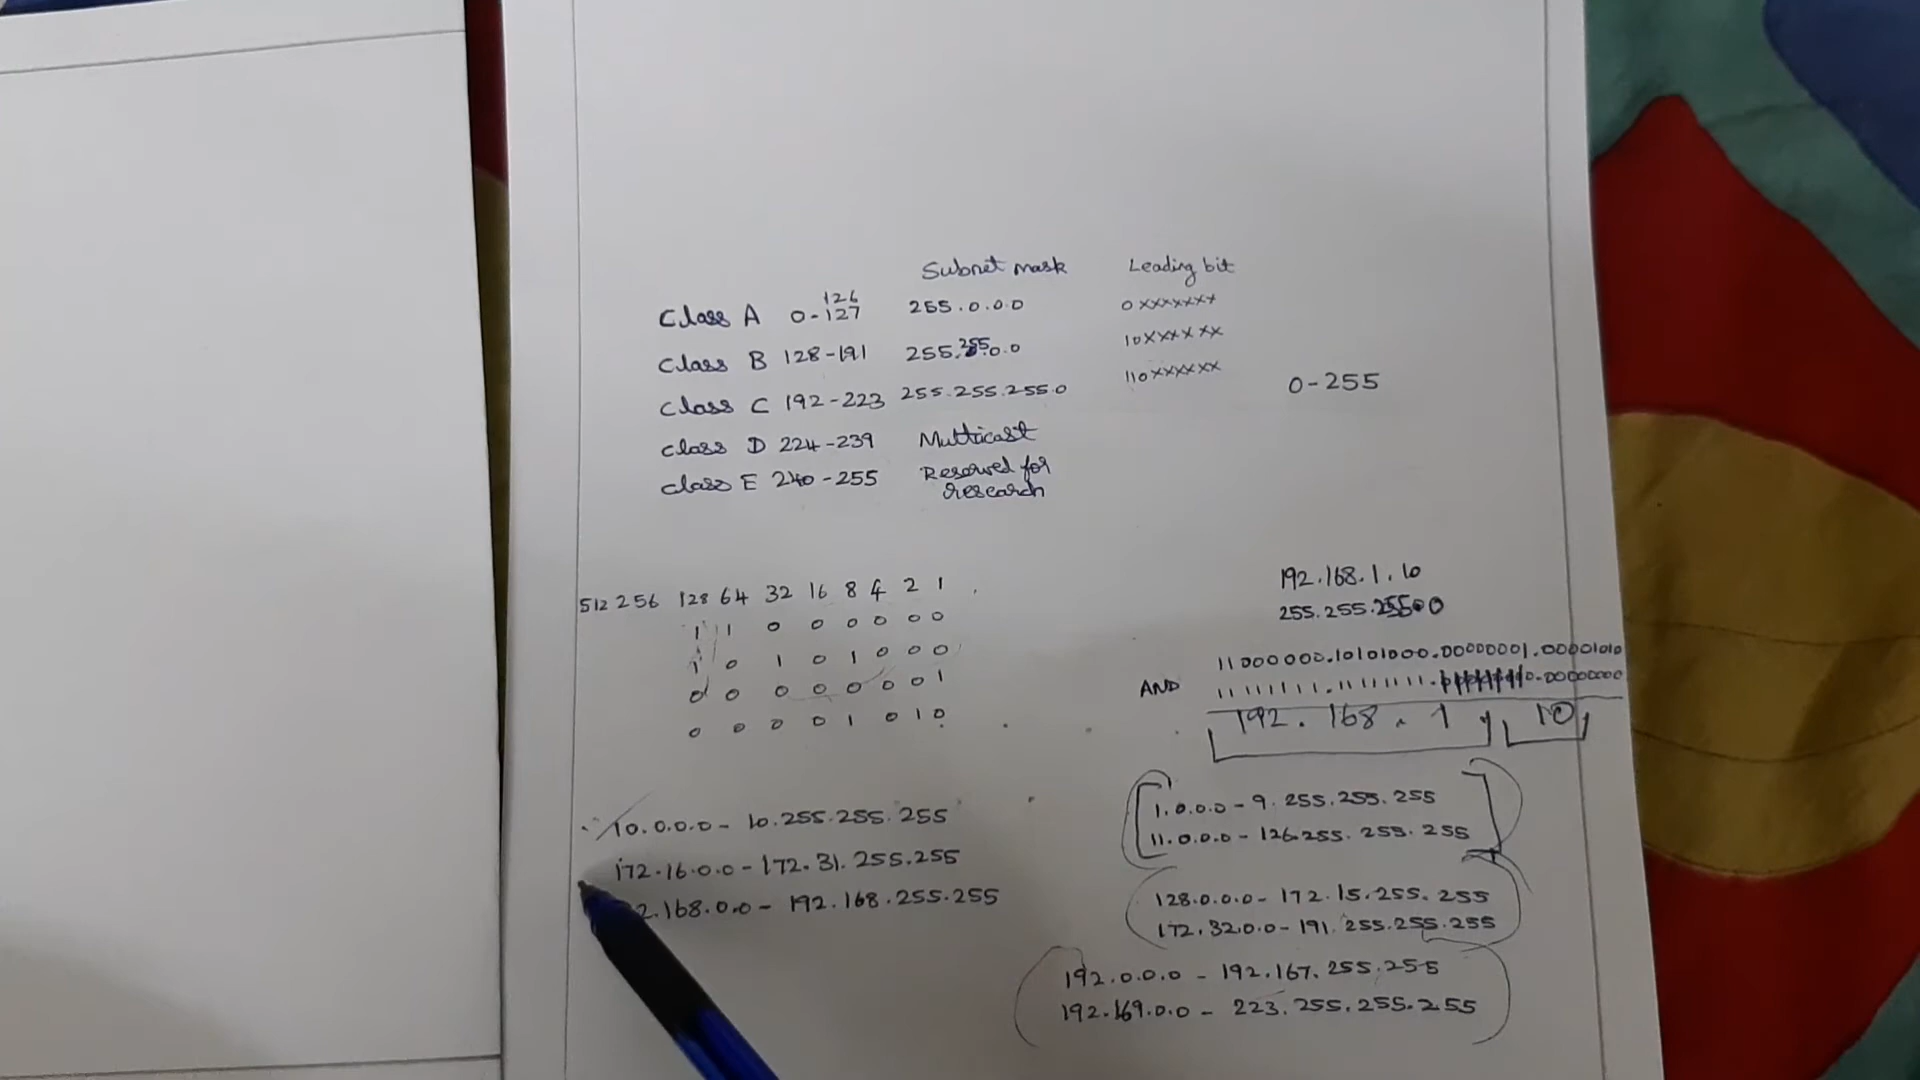 Subnet mask Leading bit
126
Class A 0-127 255.0.0.0 0xxxxxxx
Class B 128-191 255.255.0.0 10xxxxxx
Class C 192-223 255.255.255.0 110xxxxxx
0-255
Class D 224-239 Multicast
Class E 240-255 Reserved for
research
512 256 128 64 32 16 8 4 2 1
1 1 0 0 0 0 0 0
1 0 1 0 1 0 0 0
0 0 0 0 0 0 0 1
0 0 0 0 1 0 1 0
192.168.1.10
255.255.255.0
11000000.10101000.00000001.00001010
AND 11111111.11111111. .00000000
192.168.1 10
10.0.0.0 - 10.255.255.255
172.16.0.0 - 172.31.255.255
2.168.0.0 - 192.168.255.255
1.0.0.0 - 9.255.255.255
11.0.0.0 - 126.255.255.255
128.0.0.0 - 172.15.255.255
172.32.0.0 - 191.255.255.255
192.0.0.0 - 192.167.255.255
192.169.0.0 - 223.255.255.255